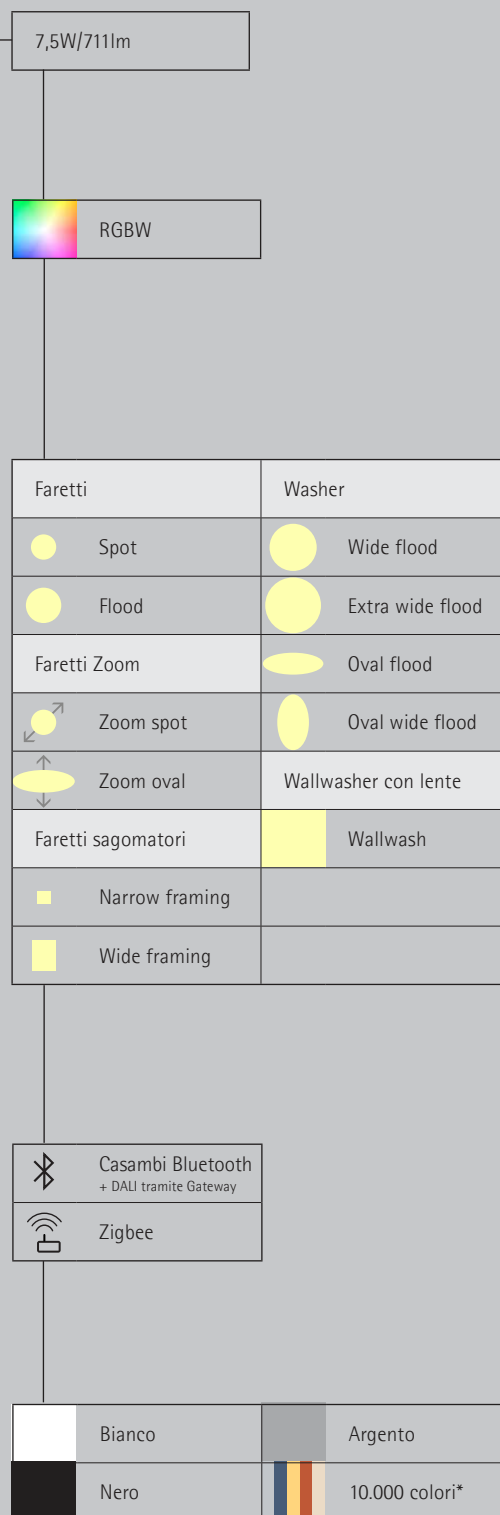 7,5W/711lm
RGBW
Faretti
Washer
Spot
Wide flood
Flood
Extra wide flood
Faretti Zoom
Oval flood
Zoom spot
Oval wide flood
Zoom oval
Wallwasher con lente
Faretti sagomatori
Wallwash
Narrow framing
Wide framing
Casambi Bluetooth
+ DALI tramite Gateway
Zigbee
Bianco
Argento
Nero
10.000 colori*